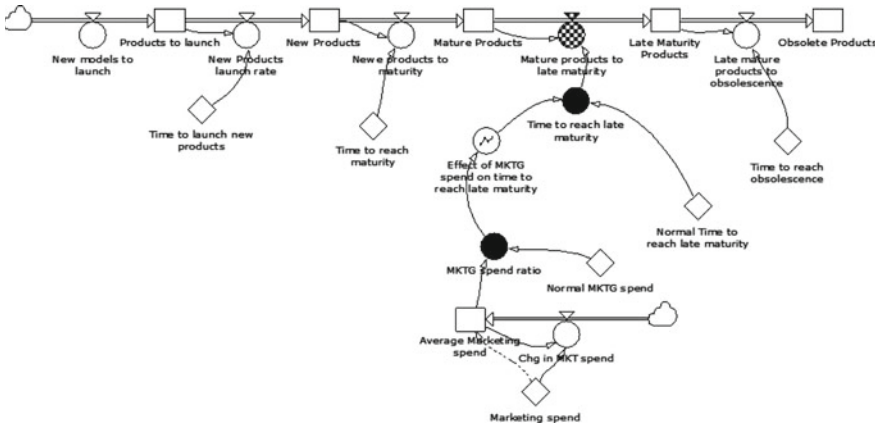 New models to
launch
Products to launch
New Products
launch rate
New Products
Newe products to
maturity
Mature Products
Mature products to
late maturity
Late Maturity
Products
Late mature
products to
obsolescence
Obsolete Products
Time to launch new
products
Time to reach
maturity
Time to reach late
maturity
Effect of MKTG
spend on time to
reach late maturity
Time to reach
obsolescence
Normal Time to
reach late maturity
MKTG spend ratio
Normal MKTG spend
Average Marketing
spend
Chg in MKT spend
Marketing spend